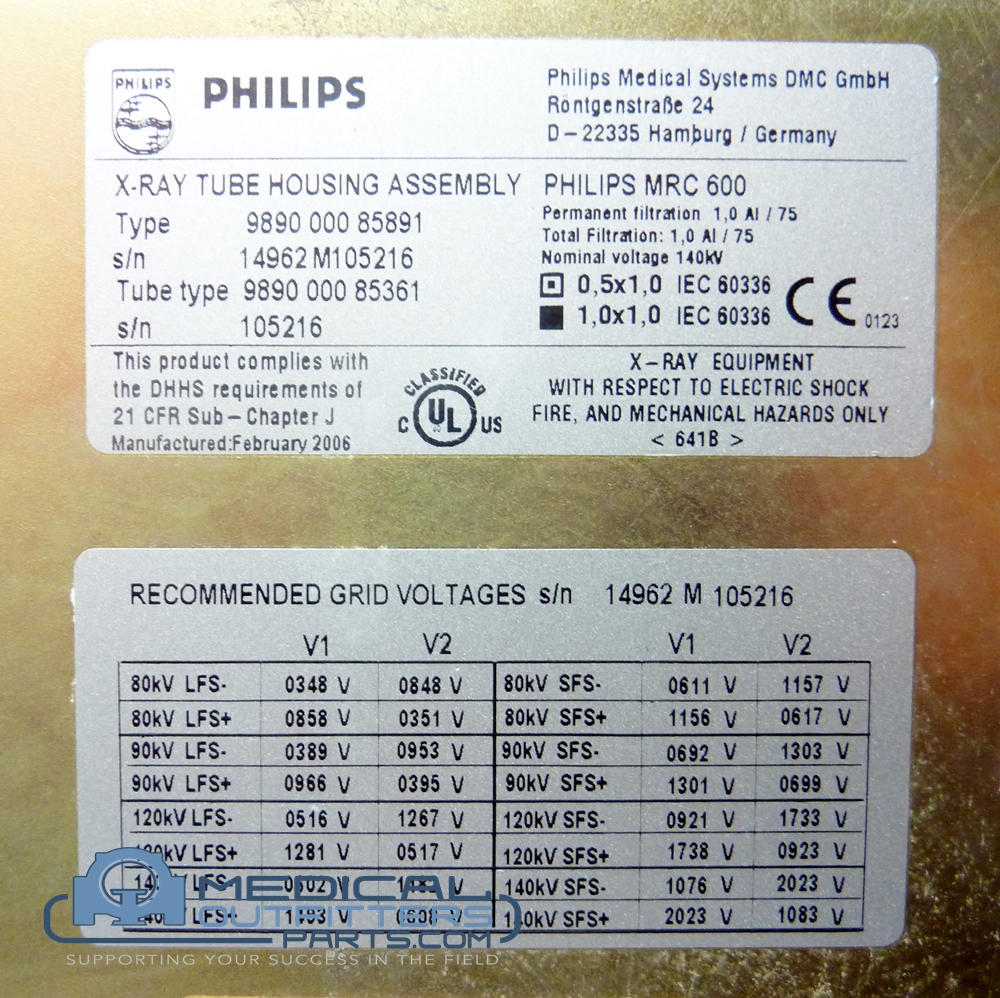 PHILIPS
PHILIPS
Philips Medical Systems DMC GmbH
Röntgenstraße 24
D-22335 Hamburg / Germany
X-RAY TUBE HOUSING ASSEMBLY
Type 9890 000 85891
s/n 14962 M105216
Tube type 9890 000 85361
s/n 105216
PHILIPS MRC 600
Permanent filtration 1,0 Al / 75
Total Filtration: 1,0 Al / 75
Nominal voltage 140kV
0,5x1,0 IEC 60336
1,0x1,0 IEC 60336
CE 0123
This product complies with
the DHHS requirements of
21 CFR Sub-Chapter J
Manufactured:February 2006
CLASSIFIED
C UL US
X-RAY EQUIPMENT
WITH RESPECT TO ELECTRIC SHOCK
FIRE, AND MECHANICAL HAZARDS ONLY
< 641B >
RECOMMENDED GRID VOLTAGES s/n 14962 M 105216
V1 V2 V1 V2
80kV LFS- 0348 V 0848 V 80kV SFS- 0611 V 1157 V
80kV LFS+ 0858 V 0351 V 80kV SFS+ 1156 V 0617 V
90kV LFS- 0389 V 0953 V 90kV SFS- 0692 V 1303 V
90kV LFS+ 0966 V 0395 V 90kV SFS+ 1301 V 0699 V
120kV LFS- 0516 V 1267 V 120kV SFS- 0921 V 1733 V
120kV LFS+ 1281 V 0517 V 120kV SFS+ 1738 V 0923 V
LFS- V V 140kV SFS- 1076 V 2023 V
140kV LFS+ V V 140kV SFS+ 2023 V 1083 V
MEDICAL
OUTFITTERS
PARTS.COM
SUPPORTING YOUR SUCCESS IN THE FIELD